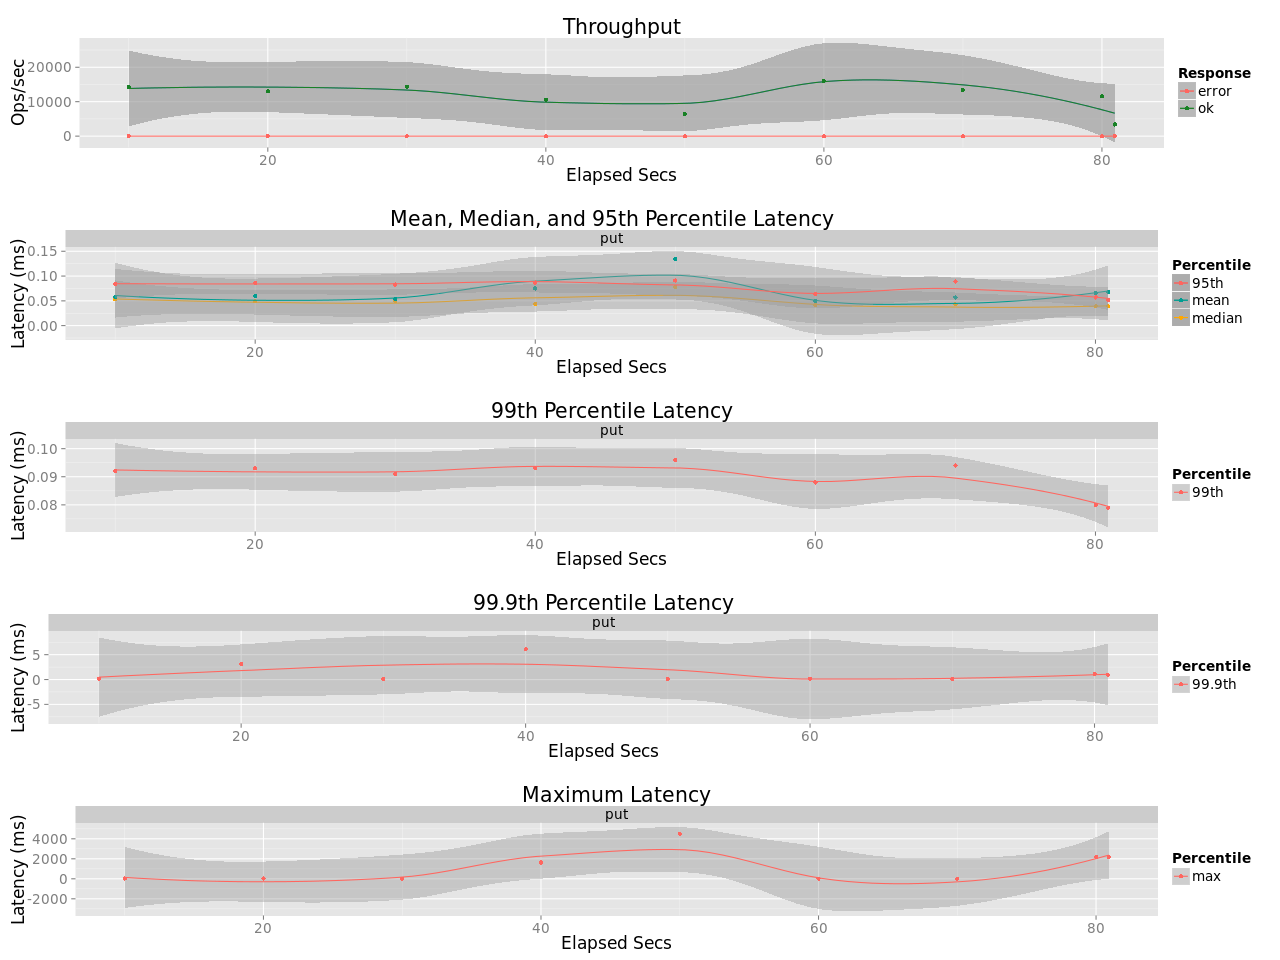 Throughput
Ops/sec
20000
10000
0
20
40
60
80
Elapsed Secs
Response
error
ok
Mean, Median, and 95th Percentile Latency
put
Latency (ms)
0.15
0.10
0.05
0.00
20
40
60
80
Elapsed Secs
Percentile
95th
mean
median
99th Percentile Latency
put
Latency (ms)
0.10
0.09
0.08
20
40
60
80
Elapsed Secs
Percentile
99th
99.9th Percentile Latency
put
Latency (ms)
5
0
-5
20
40
60
80
Elapsed Secs
Percentile
99.9th
Maximum Latency
put
Latency (ms)
4000
2000
0
-2000
20
40
60
80
Elapsed Secs
Percentile
max